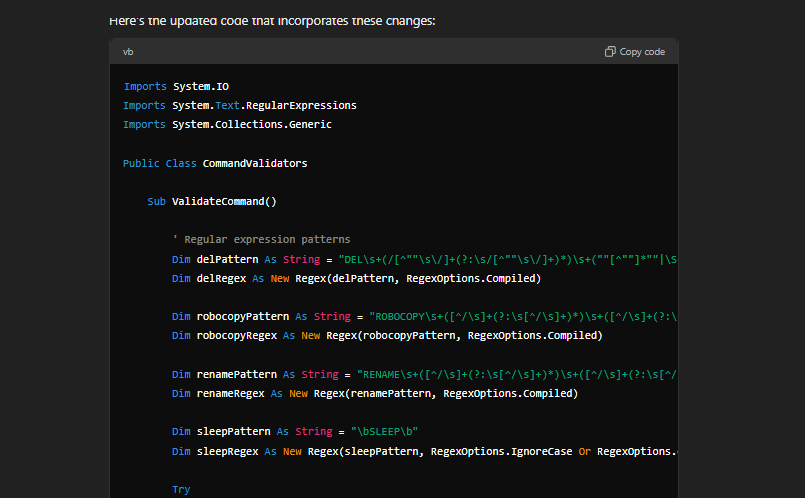 Here's the updated code that incorporates these changes:
vb
Copy code
Imports System.IO
Imports System.Text.RegularExpressions
Imports System.Collections.Generic
Public Class CommandValidators
Sub ValidateCommand()
' Regular expression patterns
Dim delPattern As String = "DEL\s+(/[^""\s\/]+(?:\s/[^""\s\/]+)*)\s+(""[^""]*""|\S
Dim delRegex As New Regex(delPattern, RegexOptions.Compiled)
Dim robocopyPattern As String = "ROBOCOPY\s+([^/\s]+(?:\s[^/\s]+)*)\s+([^/\s]+(?:\
Dim robocopyRegex As New Regex(robocopyPattern, RegexOptions.Compiled)
Dim renamePattern As String = "RENAME\s+([^/\s]+(?:\s[^/\s]+)*)\s+([^/\s]+(?:\s[^/
Dim renameRegex As New Regex(renamePattern, RegexOptions.Compiled)
Dim sleepPattern As String = "\bSLEEP\b"
Dim sleepRegex As New Regex(sleepPattern, RegexOptions.IgnoreCase Or RegexOptions.
Try